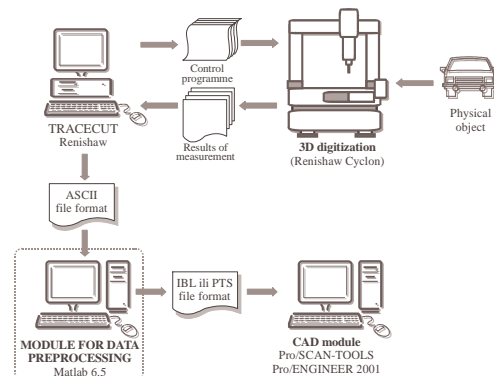 Control
programme
Physical
object
TRACECUT
Renishaw
Results of
measurement
3D digitization
(Renishaw Cyclon)
ASCII
file format
IBL ili PTS
file format
MODULE FOR DATA
PREPROCESSING
Matlab 6.5
CAD module
Pro/SCAN-TOOLS
Pro/ENGINEER 2001